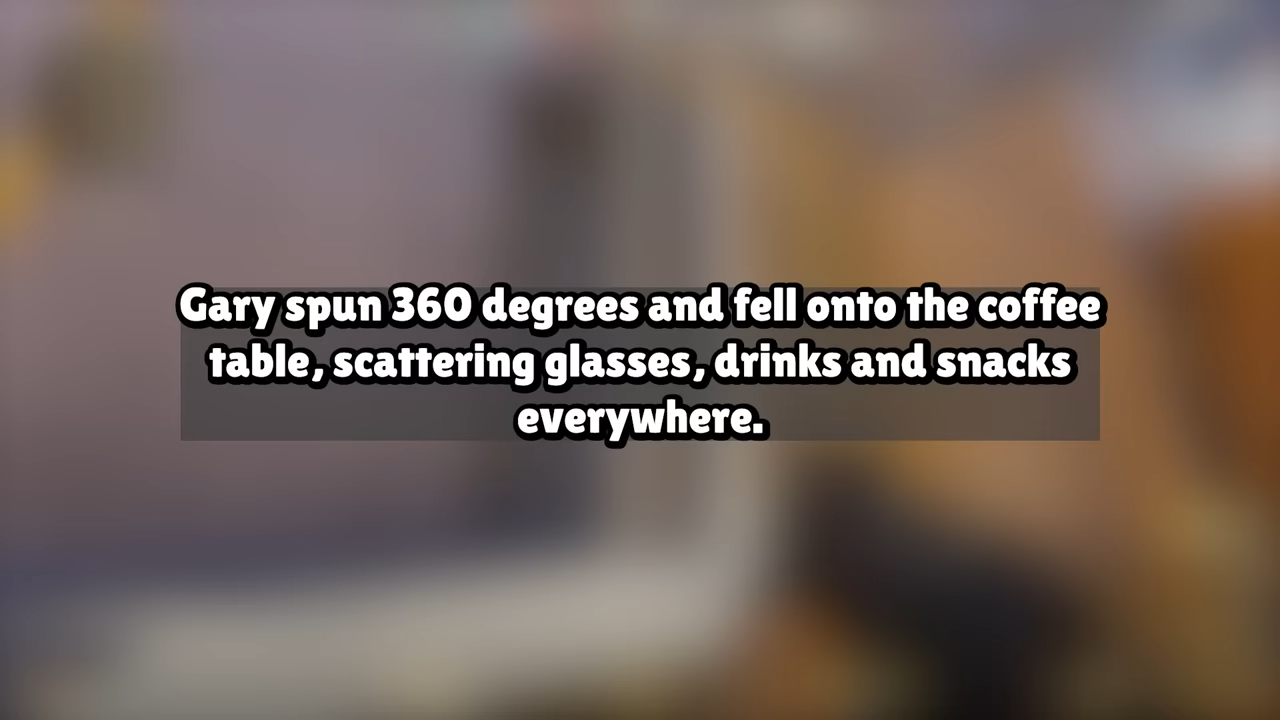 Gary spun 360 degrees and fell onto the coffee
table, scattering glasses, drinks and snacks
everywhere.